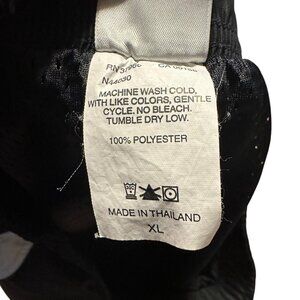 N44030
MACHINE WASH COLD,
WITH LIKE COLORS, GENTLE
CYCLE. NO BLEACH.
TUMBLE DRY LOW.
100% POLYESTER
MADE IN THAILAND
XL